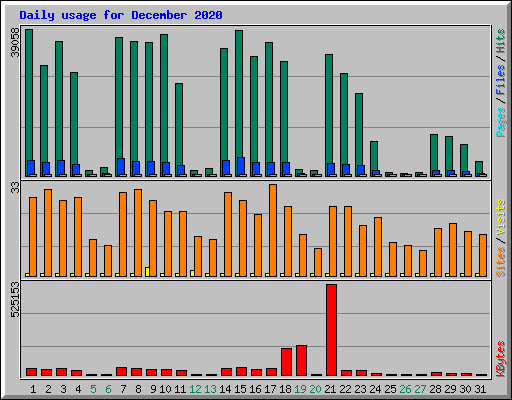 Daily usage for December 2020
39058
Pages / Files / Hits
33
Sites / Visits
525153
KBytes
1 2 3 4 5 6 7 8 9 10 11 12 13 14 15 16 17 18 19 20 21 22 23 24 25 26 27 28 29 30 31